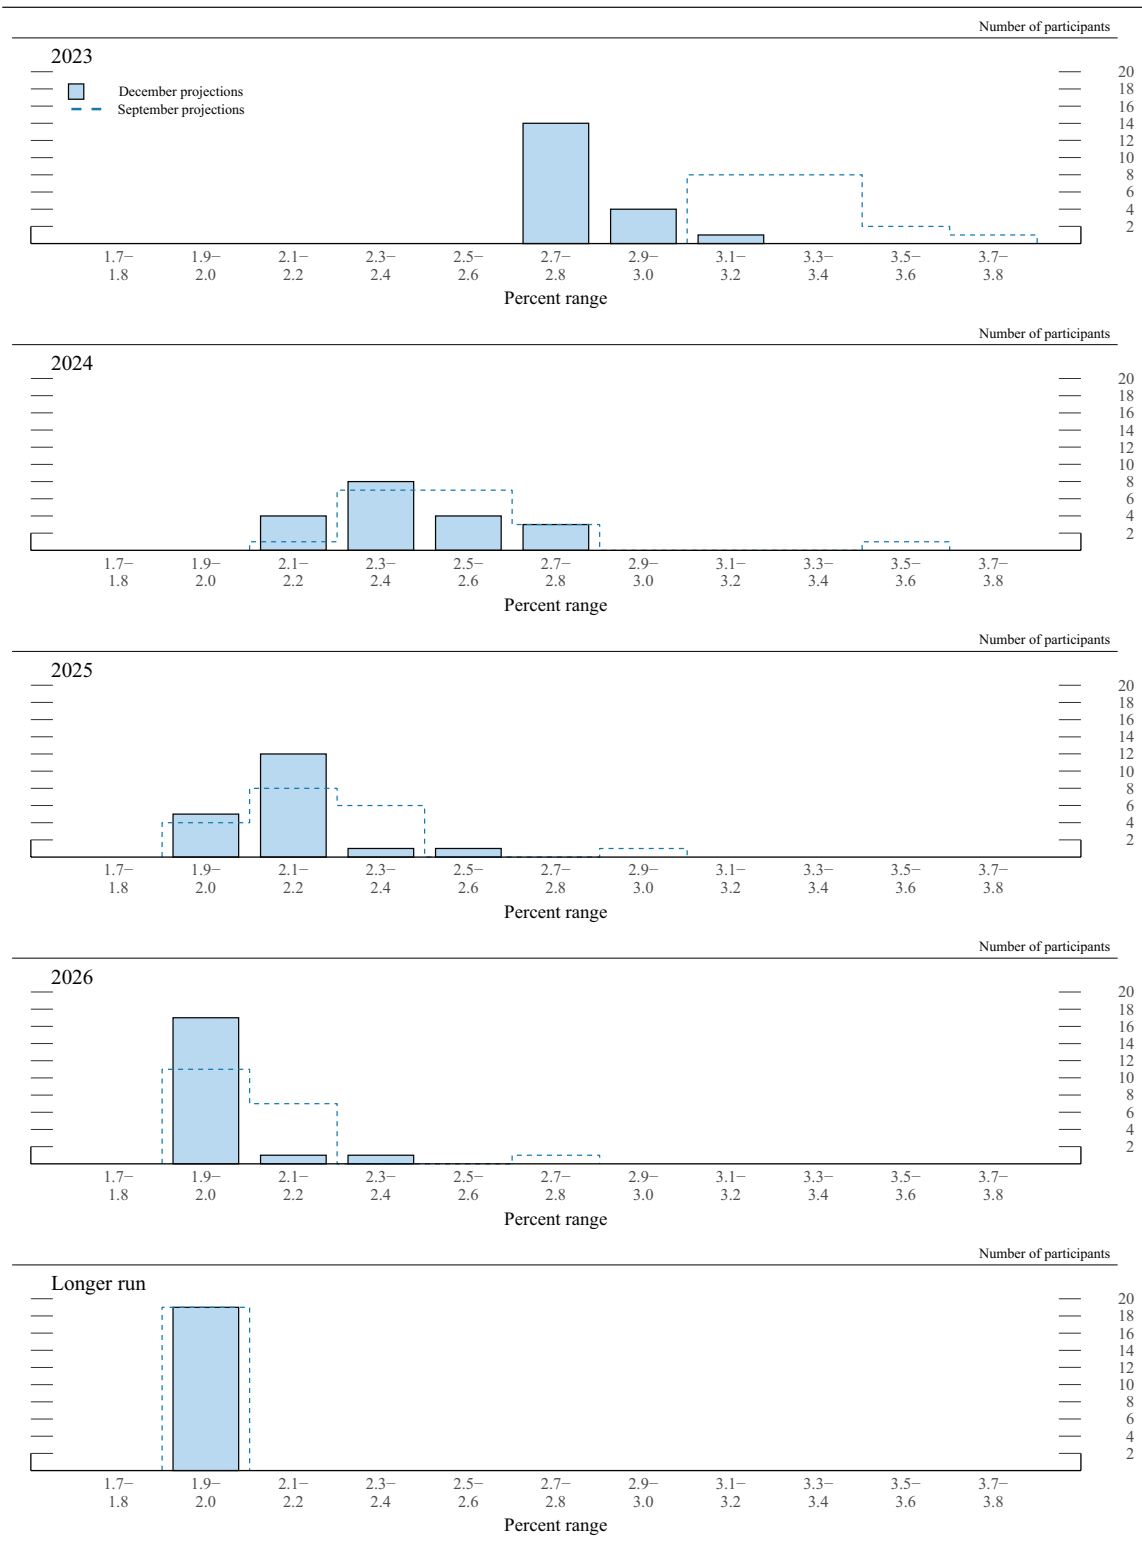 Number of participants
2023
December projections
September projections
20
18
16
14
12
10
8
6
4
2
1.7− 1.9− 2.1− 2.3− 2.5− 2.7− 2.9− 3.1− 3.3− 3.5− 3.7−
1.8 2.0 2.2 2.4 2.6 2.8 3.0 3.2 3.4 3.6 3.8
Percent range
Number of participants
2024
20
18
16
14
12
10
8
6
4
2
1.7− 1.9− 2.1− 2.3− 2.5− 2.7− 2.9− 3.1− 3.3− 3.5− 3.7−
1.8 2.0 2.2 2.4 2.6 2.8 3.0 3.2 3.4 3.6 3.8
Percent range
Number of participants
2025
20
18
16
14
12
10
8
6
4
2
1.7− 1.9− 2.1− 2.3− 2.5− 2.7− 2.9− 3.1− 3.3− 3.5− 3.7−
1.8 2.0 2.2 2.4 2.6 2.8 3.0 3.2 3.4 3.6 3.8
Percent range
Number of participants
2026
20
18
16
14
12
10
8
6
4
2
1.7− 1.9− 2.1− 2.3− 2.5− 2.7− 2.9− 3.1− 3.3− 3.5− 3.7−
1.8 2.0 2.2 2.4 2.6 2.8 3.0 3.2 3.4 3.6 3.8
Percent range
Number of participants
Longer run
20
18
16
14
12
10
8
6
4
2
1.7− 1.9− 2.1− 2.3− 2.5− 2.7− 2.9− 3.1− 3.3− 3.5− 3.7−
1.8 2.0 2.2 2.4 2.6 2.8 3.0 3.2 3.4 3.6 3.8
Percent range